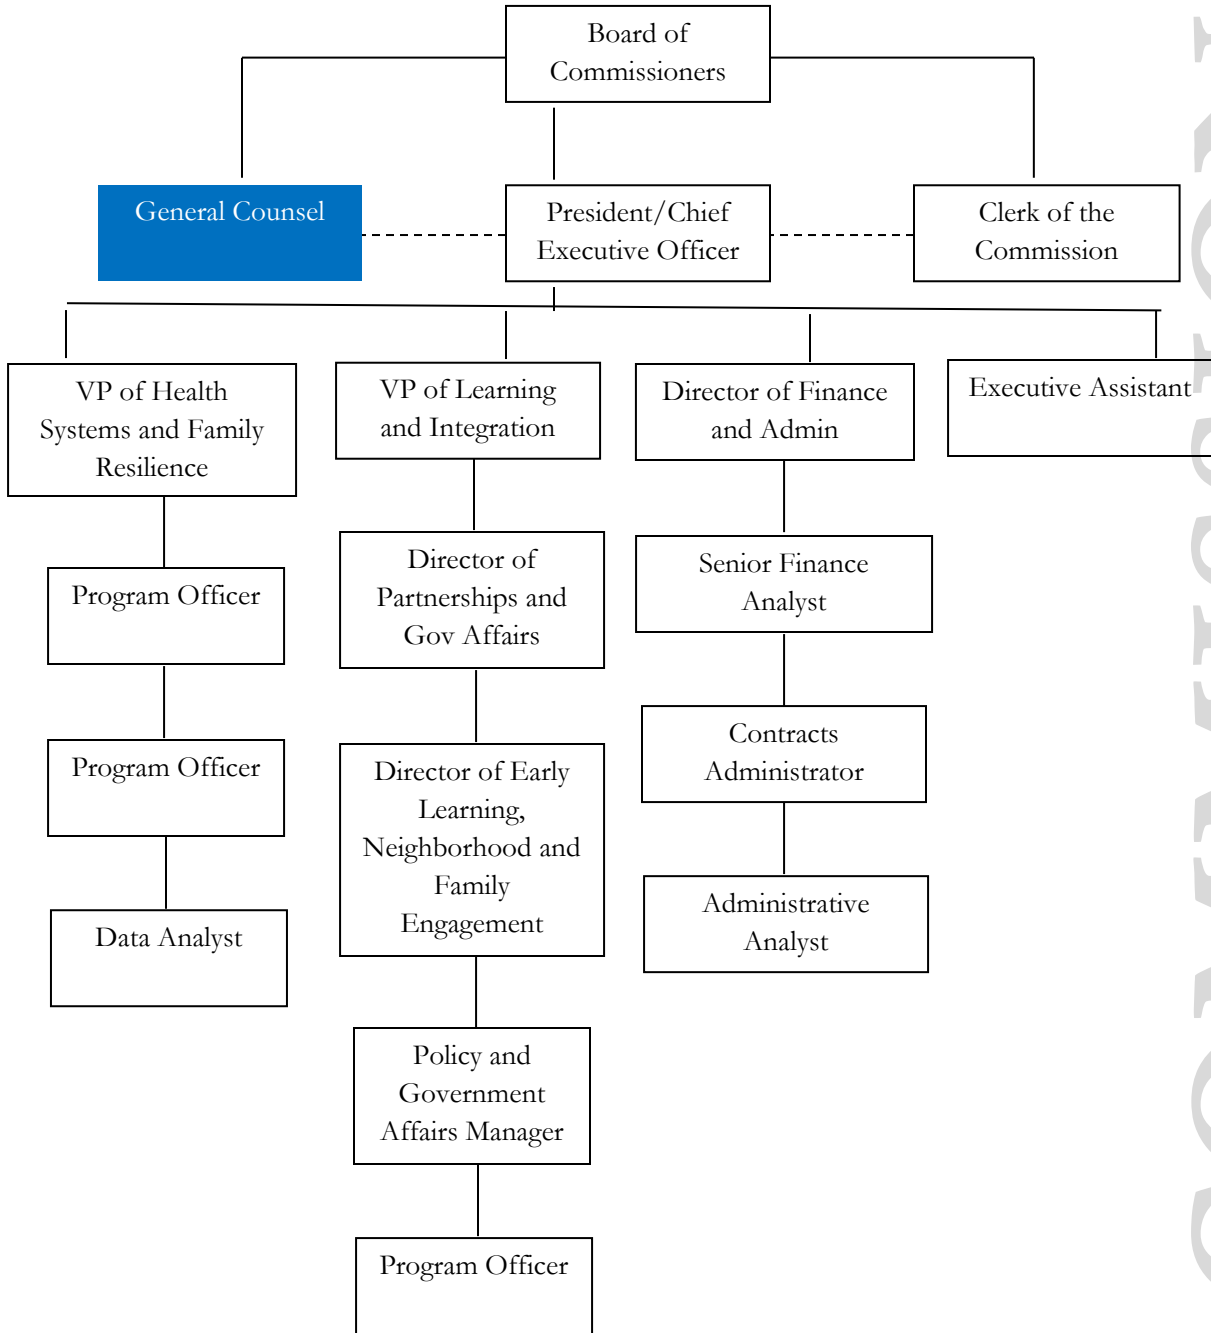 Board of
Commissioners
General Counsel
President/Chief
Executive Officer
Clerk of the
Commission
VP of Health
Systems and Family
Resilience
VP of Learning
and Integration
Director of Finance
and Admin
Executive Assistant
Program Officer
Director of
Partnerships and
Gov Affairs
Senior Finance
Analyst
Program Officer
Director of Early
Learning,
Neighborhood and
Family
Engagement
Contracts
Administrator
Data Analyst
Administrative
Analyst
Policy and
Government
Affairs Manager
Program Officer